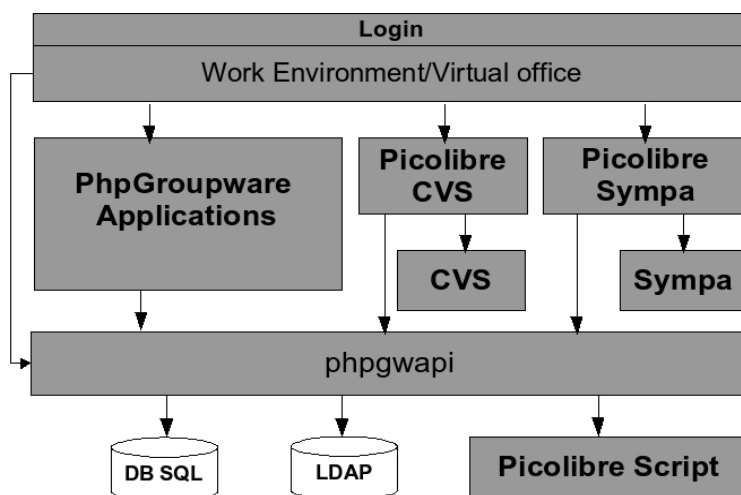 Login
Work Environment/Virtual office
PhpGroupware
Applications
Picolibre
CVS
Picolibre
Sympa
CVS
Sympa
phpgwapi
DB SQL
LDAP
Picolibre Script